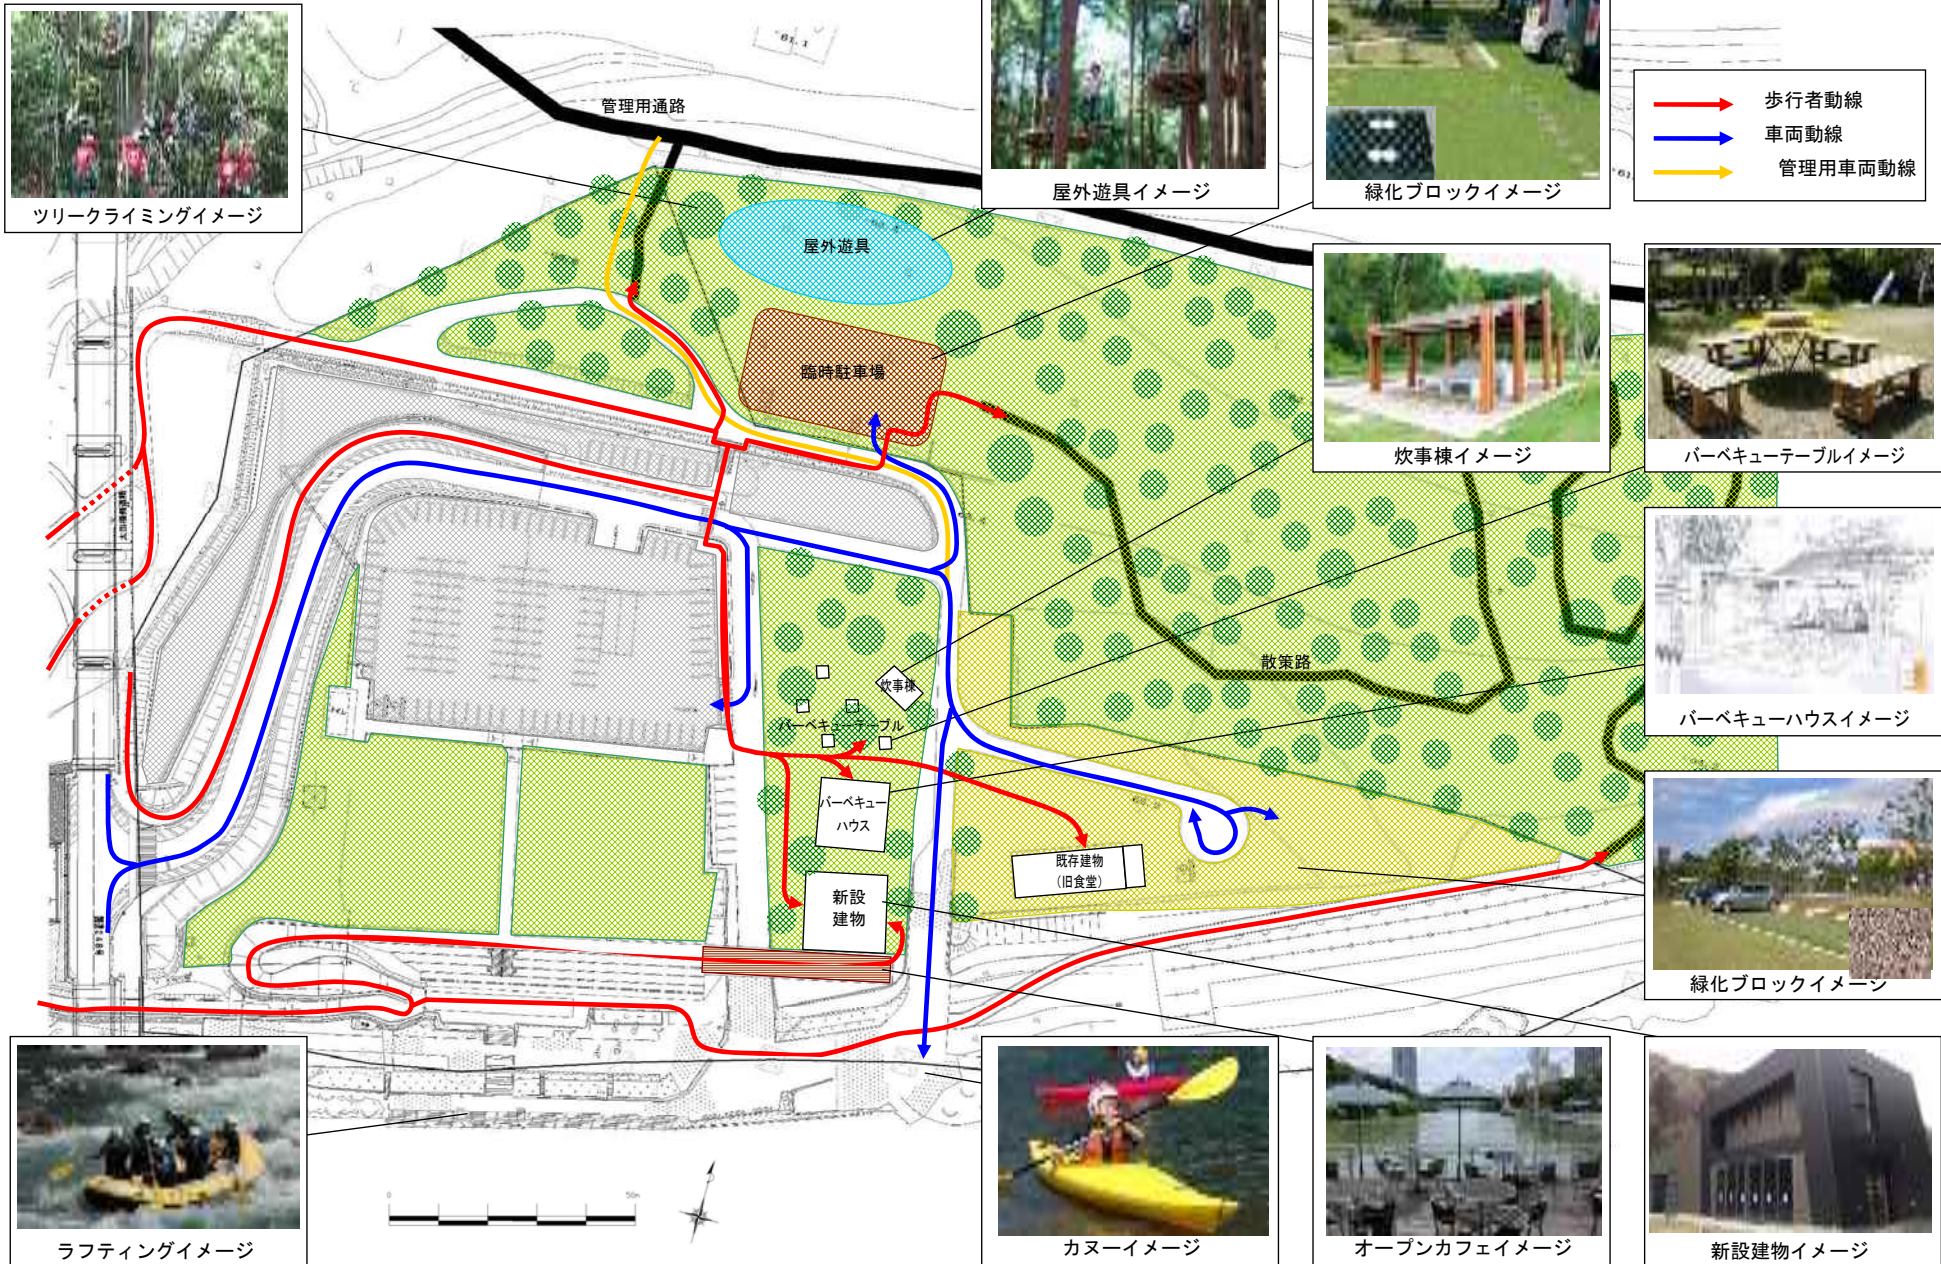 61.1
管理用通路
歩行者動線
車両動線
管理用車両動線
ツリークライミングイメージ
屋外遊具イメージ
緑化ブロックイメージ
屋外遊具
臨時駐車場
炊事棟イメージ
バーベキューテーブルイメージ
散策路
炊事棟
バーベキューテーブル
トイレ
バーベキュー
ハウス
バーベキューハウスイメージ
既存建物
（旧食堂）
新設
建物
緑化ブロックイメージ
0
50m
ラフティングイメージ
カヌーイメージ
オープンカフェイメージ
新設建物イメージ